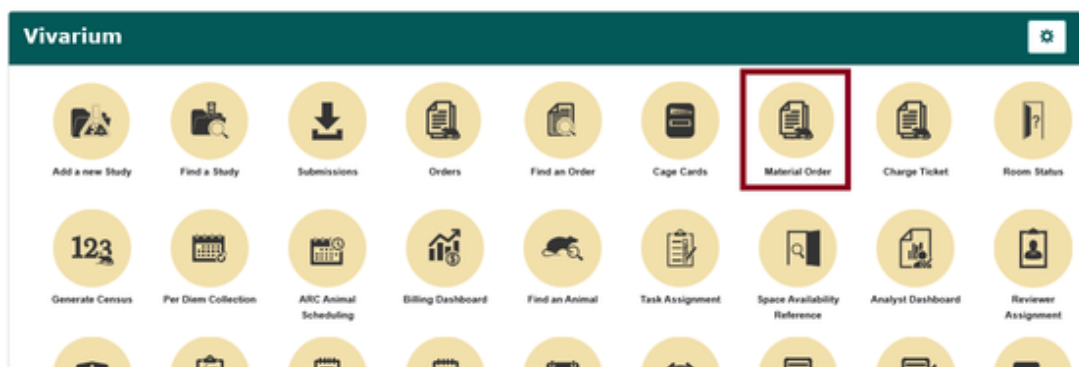 Vivarium
Add a new Study
Find a Study
Submissions
Orders
Find an Order
Cage Cards
Material Order
Charge Ticket
Room Status
?
123
Generate Census
Per Diem Collection
ARC Animal
Scheduling
Billing Dashboard
Find an Animal
Task Assignment
Space Availability
Reference
Analyst Dashboard
Reviewer
Assignment